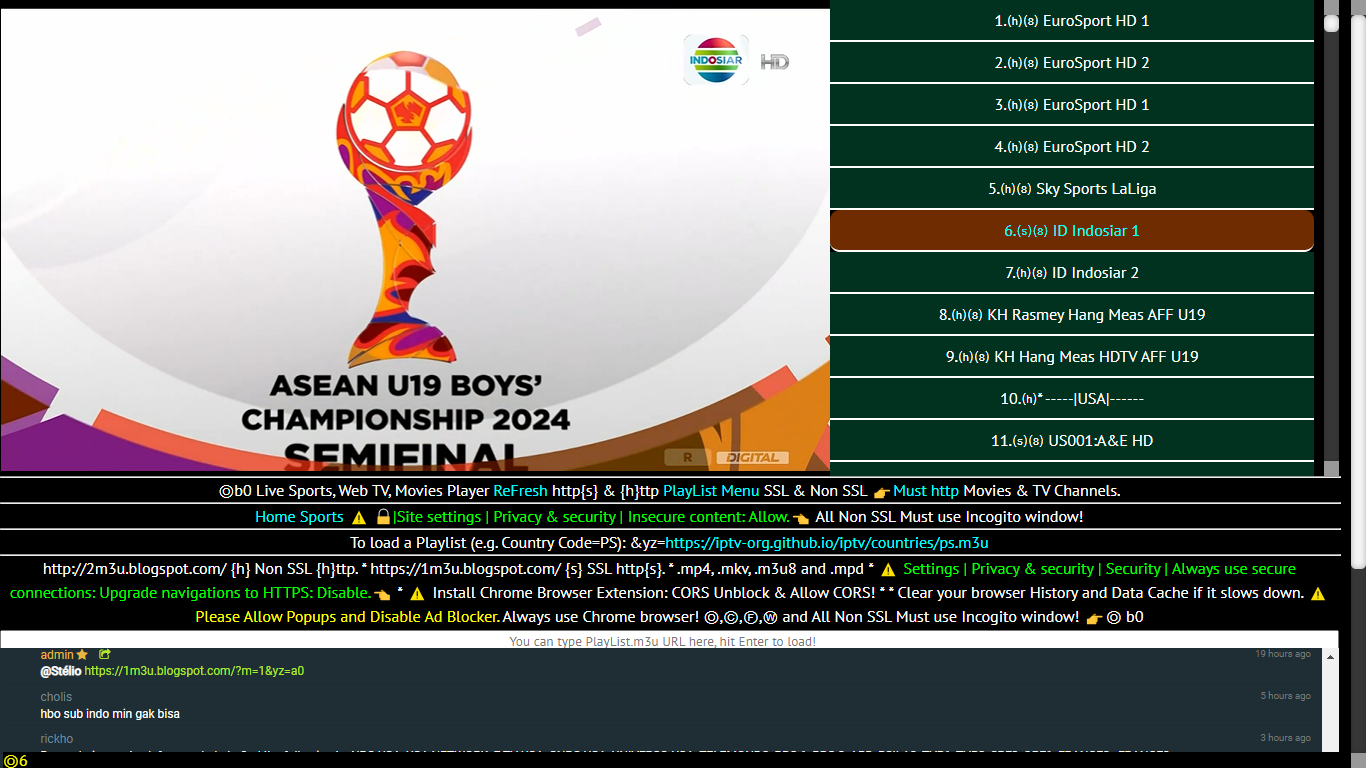 INDOSIAR
HD
ASEAN U19 BOYS’
CHAMPIONSHIP 2024
SEMIFINAL
R
DIGITAL
1.(h)(8) EuroSport HD 1
2.(h)(8) EuroSport HD 2
3.(h)(8) EuroSport HD 1
4.(h)(8) EuroSport HD 2
5.(h)(8) Sky Sports LaLiga
6.(s)(8) ID Indosiar 1
7.(h)(8) ID Indosiar 2
8.(h)(8) KH Rasmey Hang Meas AFF U19
9.(h)(8) KH Hang Meas HDTV AFF U19
10.(h)*-----|USA|------
11.(s)(8) US001:A&E HD
@b0 Live Sports, Web TV, Movies Player ReFresh http{s} & {h}ttp PlayList Menu SSL & Non SSL 👉Must http Movies & TV Channels.
Home Sports ⚠️ 🔒|Site settings | Privacy & security | Insecure content: Allow.👈 All Non SSL Must use Incogito window!
To load a Playlist (e.g. Country Code=PS): &yz=https://iptv-org.github.io/iptv/countries/ps.m3u
http://2m3u.blogspot.com/ {h} Non SSL {h}ttp. * https://1m3u.blogspot.com/ {s} SSL http{s}. * .mp4, .mkv, .m3u8 and .mpd * ⚠️ Settings | Privacy & security | Security | Always use secure
connections: Upgrade navigations to HTTPS: Disable.👈 * ⚠️ Install Chrome Browser Extension: CORS Unblock & Allow CORS! * * Clear your browser History and Data Cache if it slows down. ⚠️
Please Allow Popups and Disable Ad Blocker. Always use Chrome browser! @,Ⓒ,Ⓕ,Ⓦ and All Non SSL Must use Incogito window! 👉 @ b0
You can type PlayList.m3u URL here, hit Enter to load!
admin 19 hours ago
@Stélio https://1m3u.blogspot.com/?m=1&yz=a0
cholis 5 hours ago
hbo sub indo min gak bisa
rickho 3 hours ago
@6